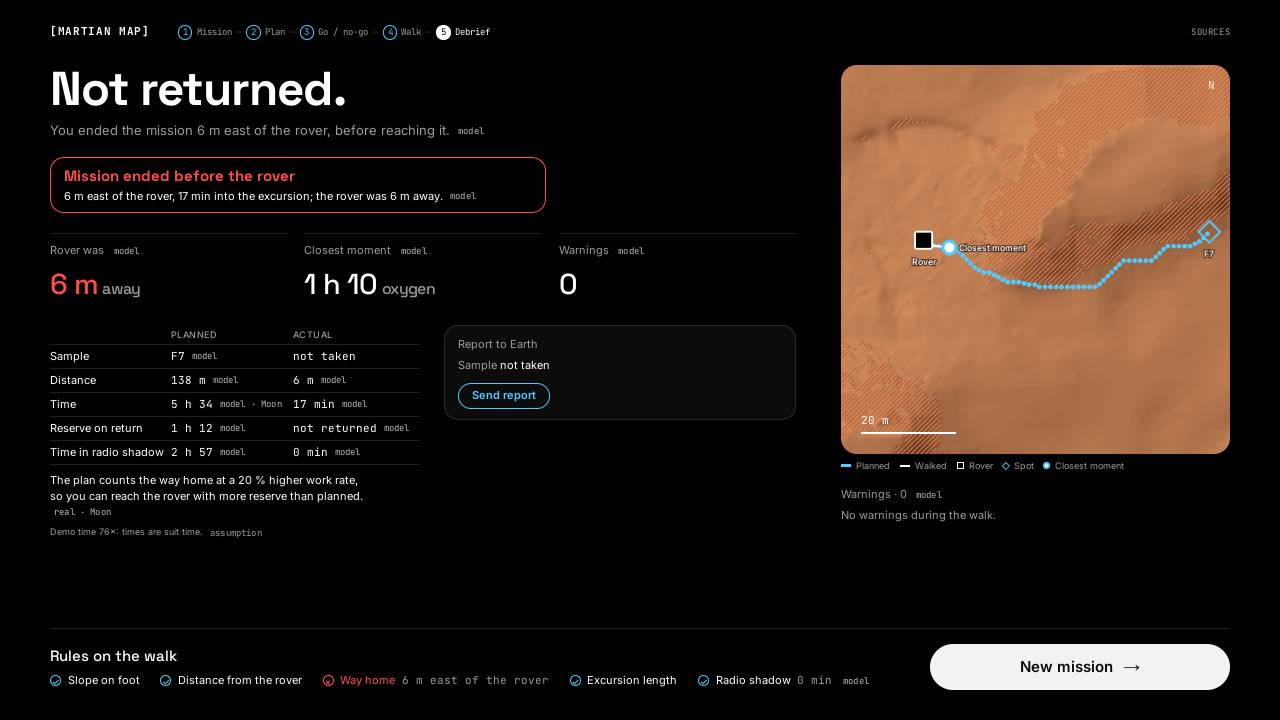 [MARTIAN MAP] 1 Mission 2 Plan 3 Go / no-go 4 Walk 5 Debrief SOURCES
Not returned.
You ended the mission 6 m east of the rover, before reaching it. model
Mission ended before the rover
6 m east of the rover, 17 min into the excursion; the rover was 6 m away. model
Rover was model
6 m away
Closest moment model
1 h 10 oxygen
Warnings model
0
PLANNED ACTUAL
Sample F7 model not taken
Distance 138 m model 6 m model
Time 5 h 34 model · Moon 17 min model
Reserve on return 1 h 12 model not returned model
Time in radio shadow 2 h 57 model 0 min model
The plan counts the way home at a 20 % higher work rate,
so you can reach the rover with more reserve than planned.
real · Moon
Demo time 76×: times are suit time. assumption
Report to Earth
Sample not taken
Send report
N
Closest moment
Rover
F7
20 m
Planned Walked Rover Spot Closest moment
Warnings · 0 model
No warnings during the walk.
Rules on the walk
Slope on foot Distance from the rover Way home 6 m east of the rover Excursion length Radio shadow 0 min model
New mission →